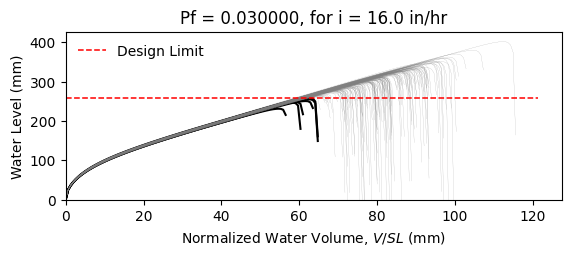 Pf = 0.030000, for i = 16.0 in/hr
Water Level (mm)
400
300
200
100
0
Design Limit
0 20 40 60 80 100 120
Normalized Water Volume, V/SL (mm)